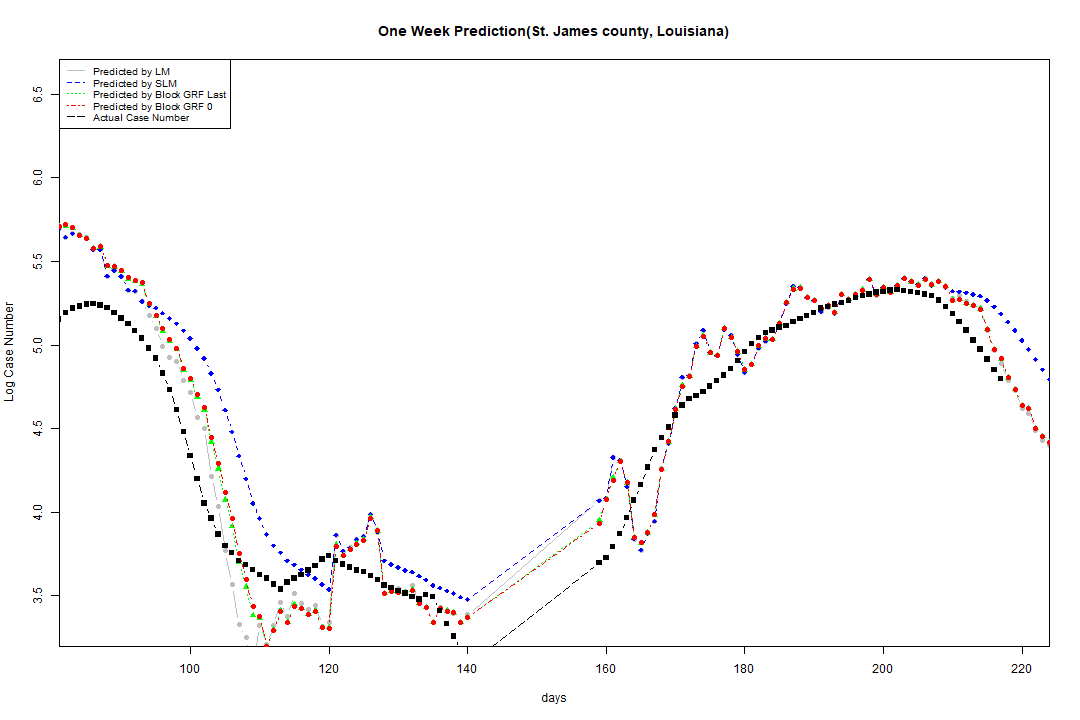 One Week Prediction(St. James county, Louisiana)
Predicted by LM
Predicted by SLM
Predicted by Block GRF Last
Predicted by Block GRF 0
Actual Case Number
Log Case Number
6.5
6.0
5.5
5.0
4.5
4.0
3.5
100 120 140 160 180 200 220
days